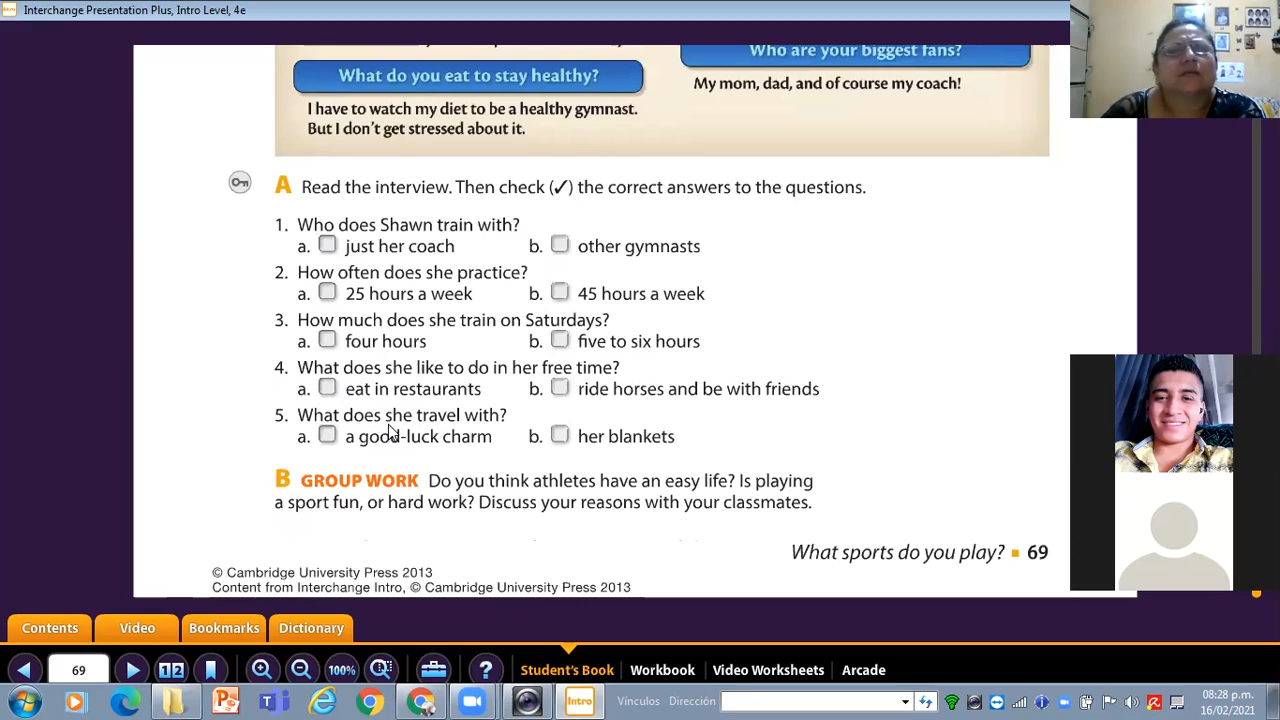 Interchange Presentation Plus, Intro Level, 4e
What do you eat to stay healthy?
I have to watch my diet to be a healthy gymnast.
But I don't get stressed about it.
Who are your biggest fans?
My mom, dad, and of course my coach!
A Read the interview. Then check (✓) the correct answers to the questions.
1. Who does Shawn train with?
a. just her coach b. other gymnasts
2. How often does she practice?
a. 25 hours a week b. 45 hours a week
3. How much does she train on Saturdays?
a. four hours b. five to six hours
4. What does she like to do in her free time?
a. eat in restaurants b. ride horses and be with friends
5. What does she travel with?
a. a good-luck charm b. her blankets
B GROUP WORK Do you think athletes have an easy life? Is playing
a sport fun, or hard work? Discuss your reasons with your classmates.
What sports do you play? ▪ 69
© Cambridge University Press 2013
Content from Interchange Intro, © Cambridge University Press 2013
Contents Video Bookmarks Dictionary
69 12 100% Student's Book Workbook Video Worksheets Arcade
Intro Vínculos Dirección 08:28 p.m.
16/02/2021